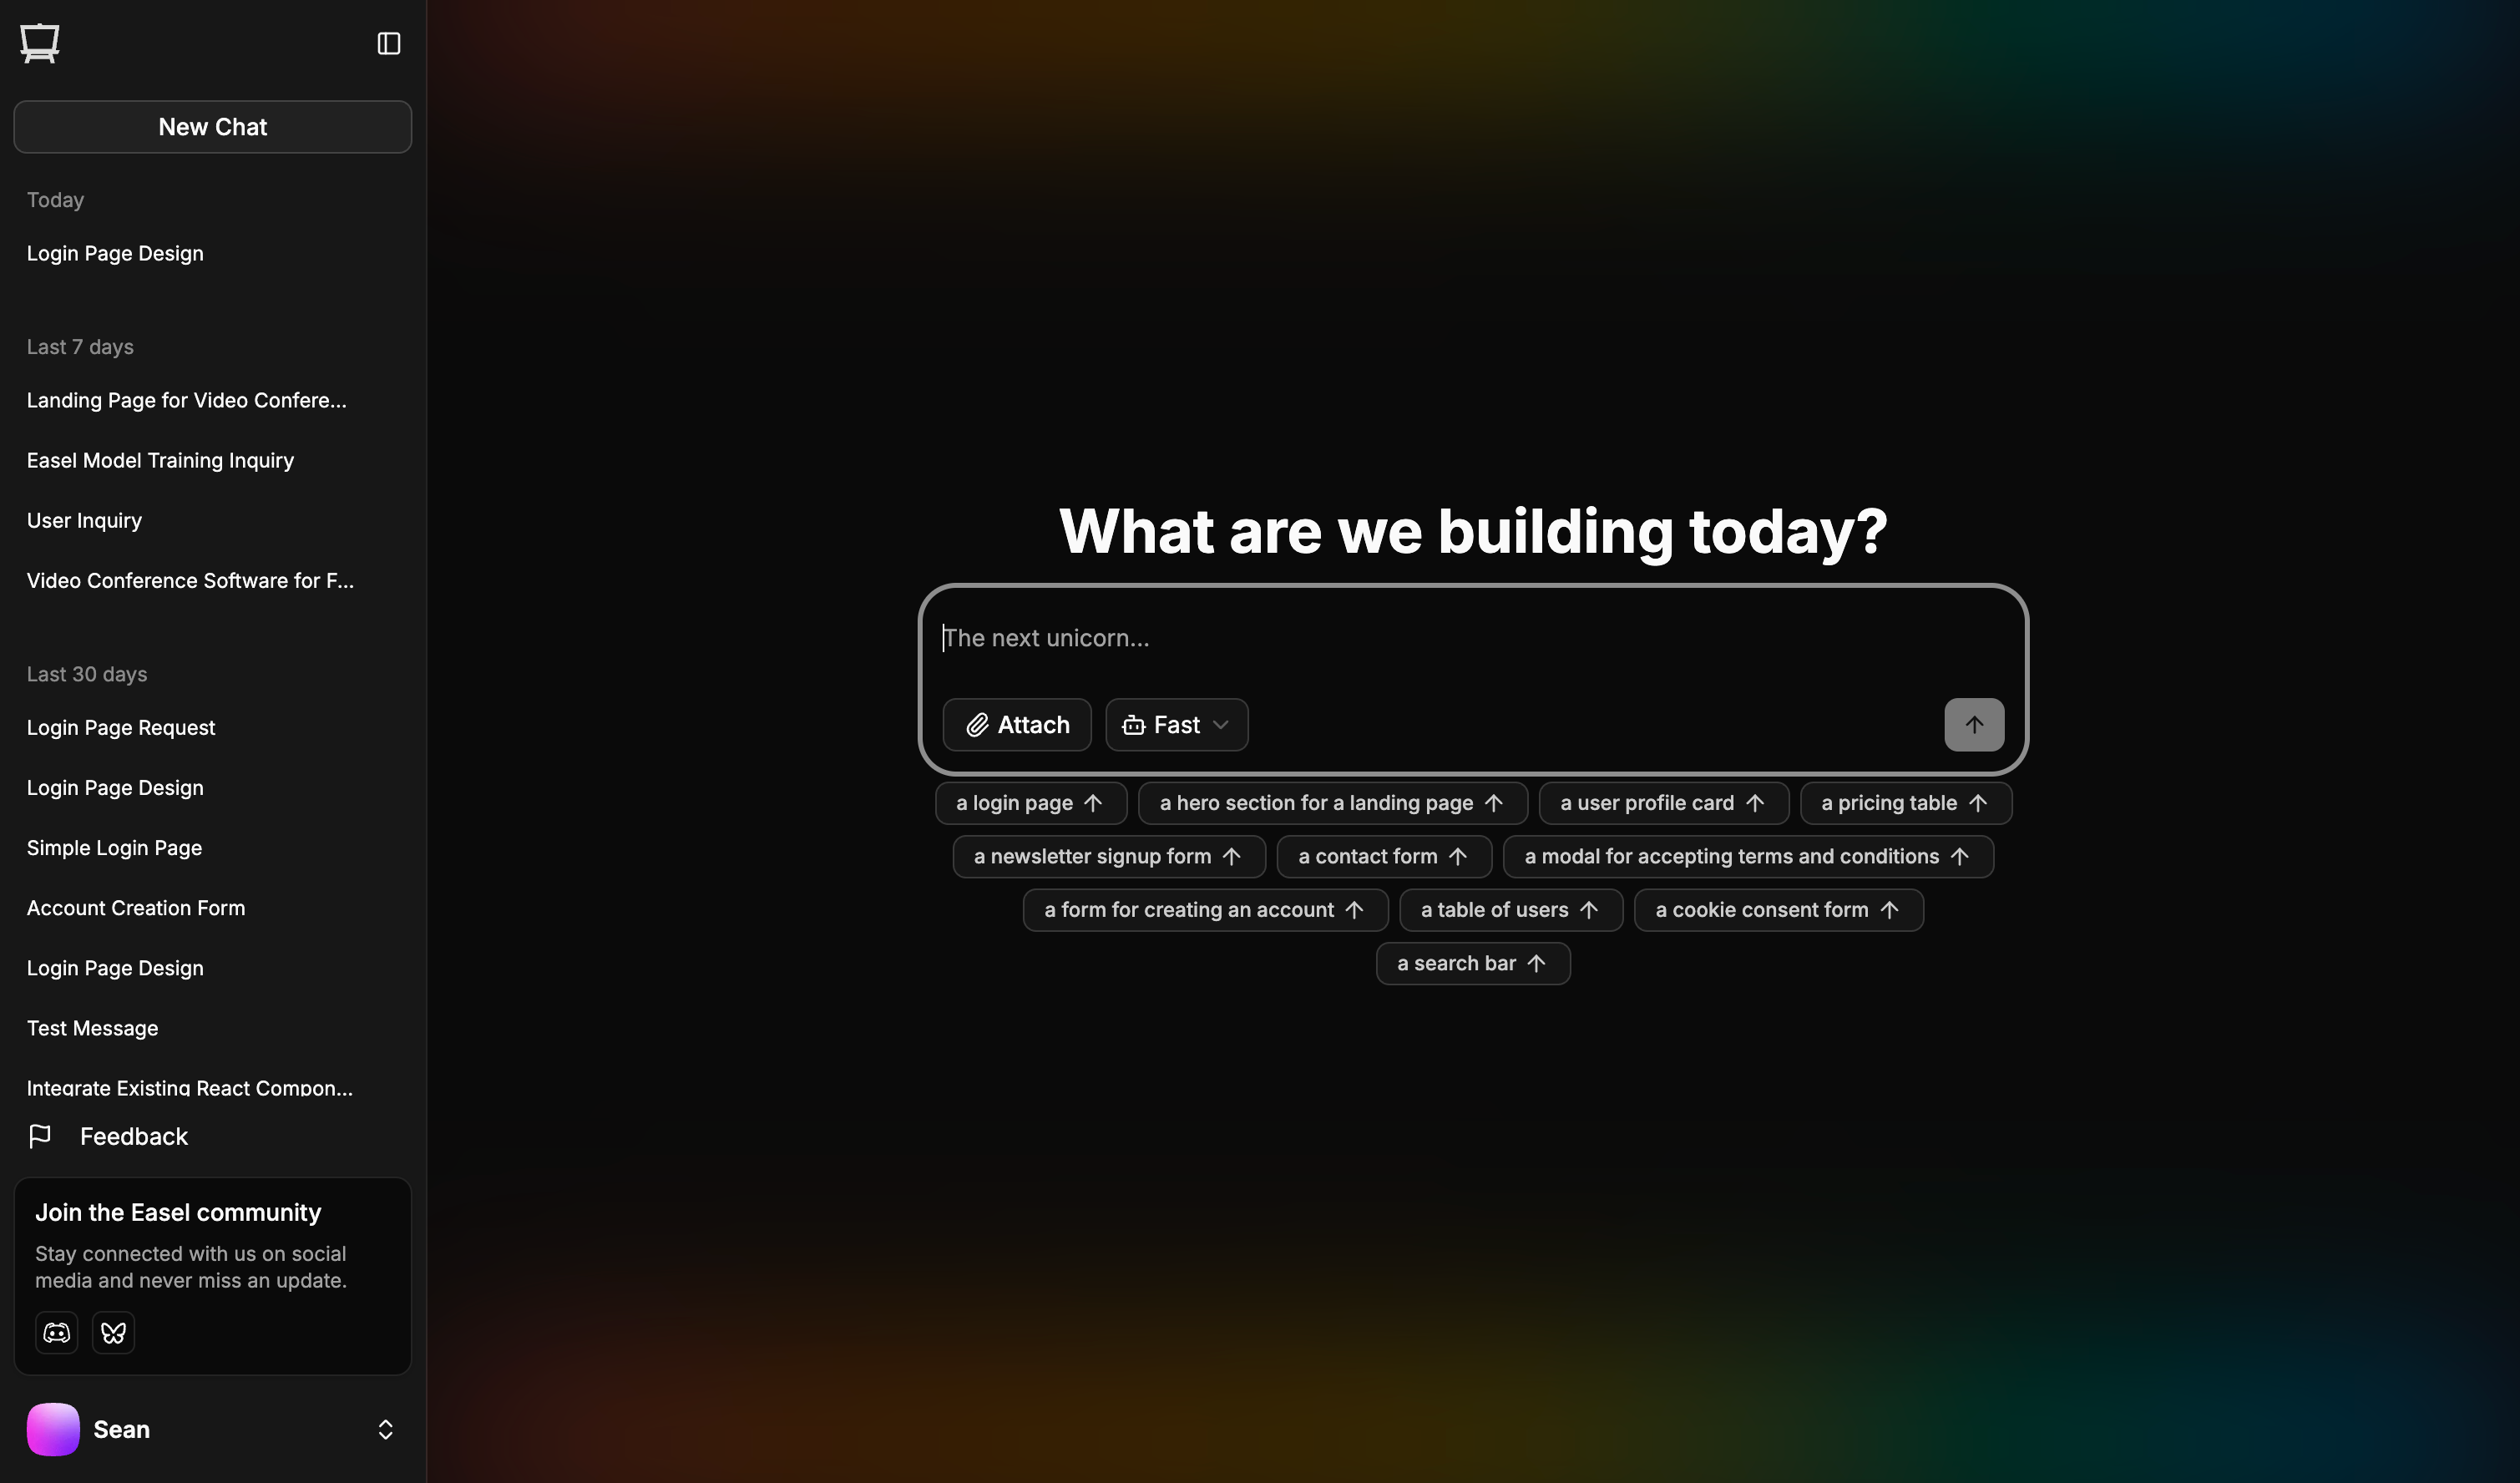 New Chat
Today
Login Page Design
Last 7 days
Landing Page for Video Confere...
Easel Model Training Inquiry
User Inquiry
Video Conference Software for F...
Last 30 days
Login Page Request
Login Page Design
Simple Login Page
Account Creation Form
Login Page Design
Test Message
Integrate Existing React Compon...
Feedback
Join the Easel community
Stay connected with us on social
media and never miss an update.
Sean
What are we building today?
The next unicorn...
Attach Fast
a login page a hero section for a landing page a user profile card a pricing table
a newsletter signup form a contact form a modal for accepting terms and conditions
a form for creating an account a table of users a cookie consent form
a search bar